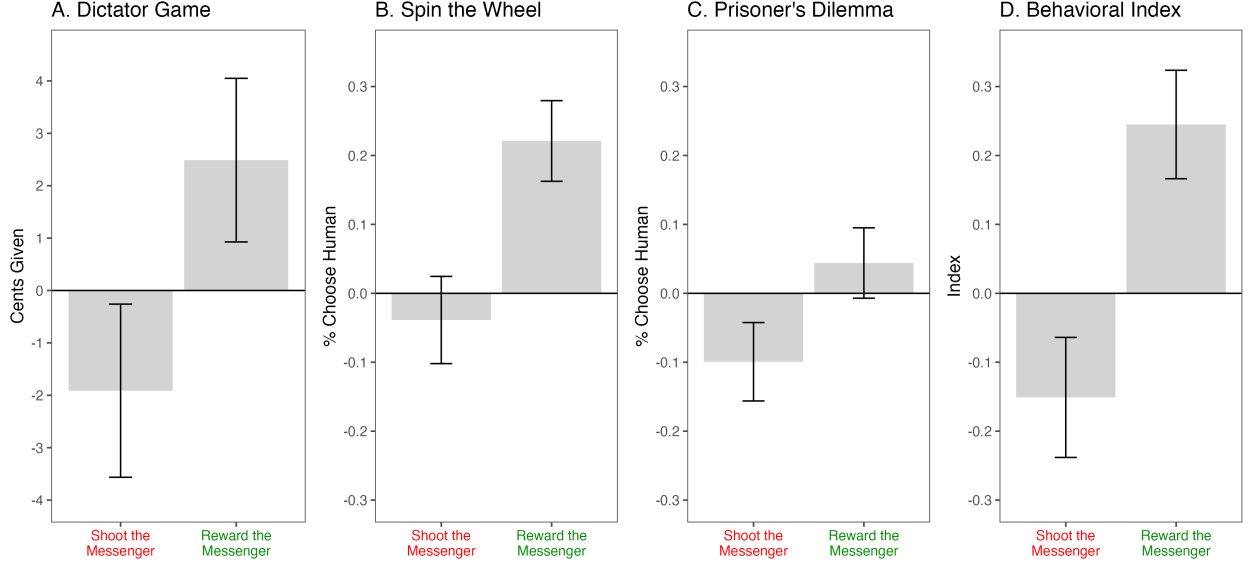 A. Dictator Game
B. Spin the Wheel
C. Prisoner's Dilemma
D. Behavioral Index
Cents Given
4
3
2
1
0
-1
-2
-3
-4
Shoot the
Messenger
Reward the
Messenger
% Choose Human
0.3
0.2
0.1
0.0
-0.1
-0.2
-0.3
Shoot the
Messenger
Reward the
Messenger
% Choose Human
0.3
0.2
0.1
0.0
-0.1
-0.2
-0.3
Shoot the
Messenger
Reward the
Messenger
Index
0.3
0.2
0.1
0.0
-0.1
-0.2
-0.3
Shoot the
Messenger
Reward the
Messenger